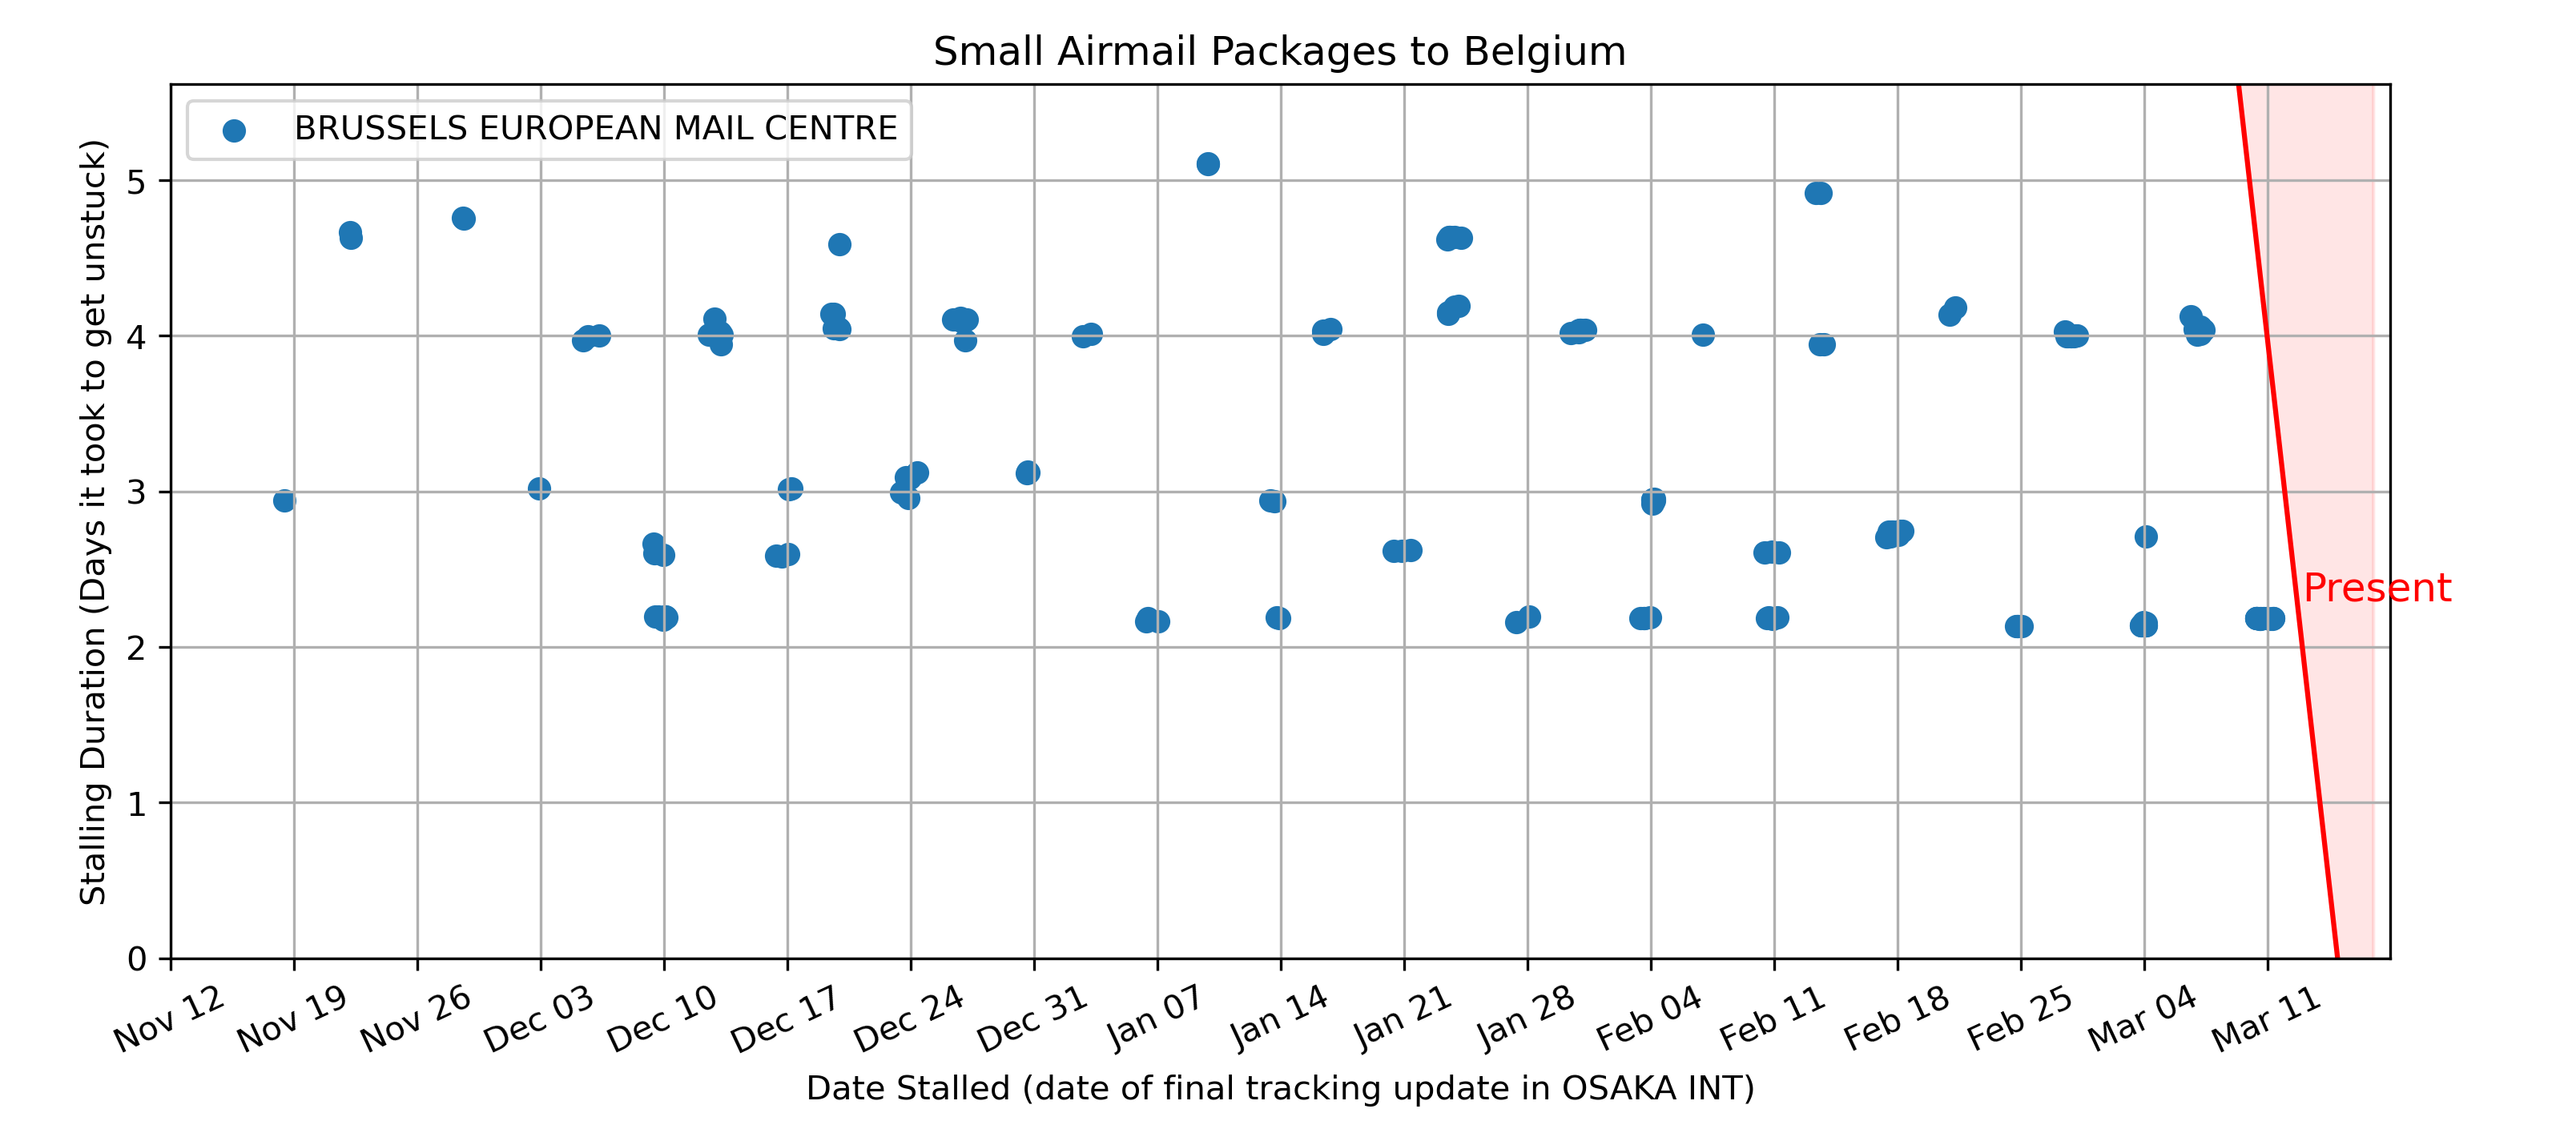 Small Airmail Packages to Belgium
BRUSSELS EUROPEAN MAIL CENTRE
Stalling Duration (Days it took to get unstuck)
5
4
3
2
1
0
Present
Nov 12
Nov 19
Nov 26
Dec 03
Dec 10
Dec 17
Dec 24
Dec 31
Jan 07
Jan 14
Jan 21
Jan 28
Feb 04
Feb 11
Feb 18
Feb 25
Mar 04
Mar 11
Date Stalled (date of final tracking update in OSAKA INT)